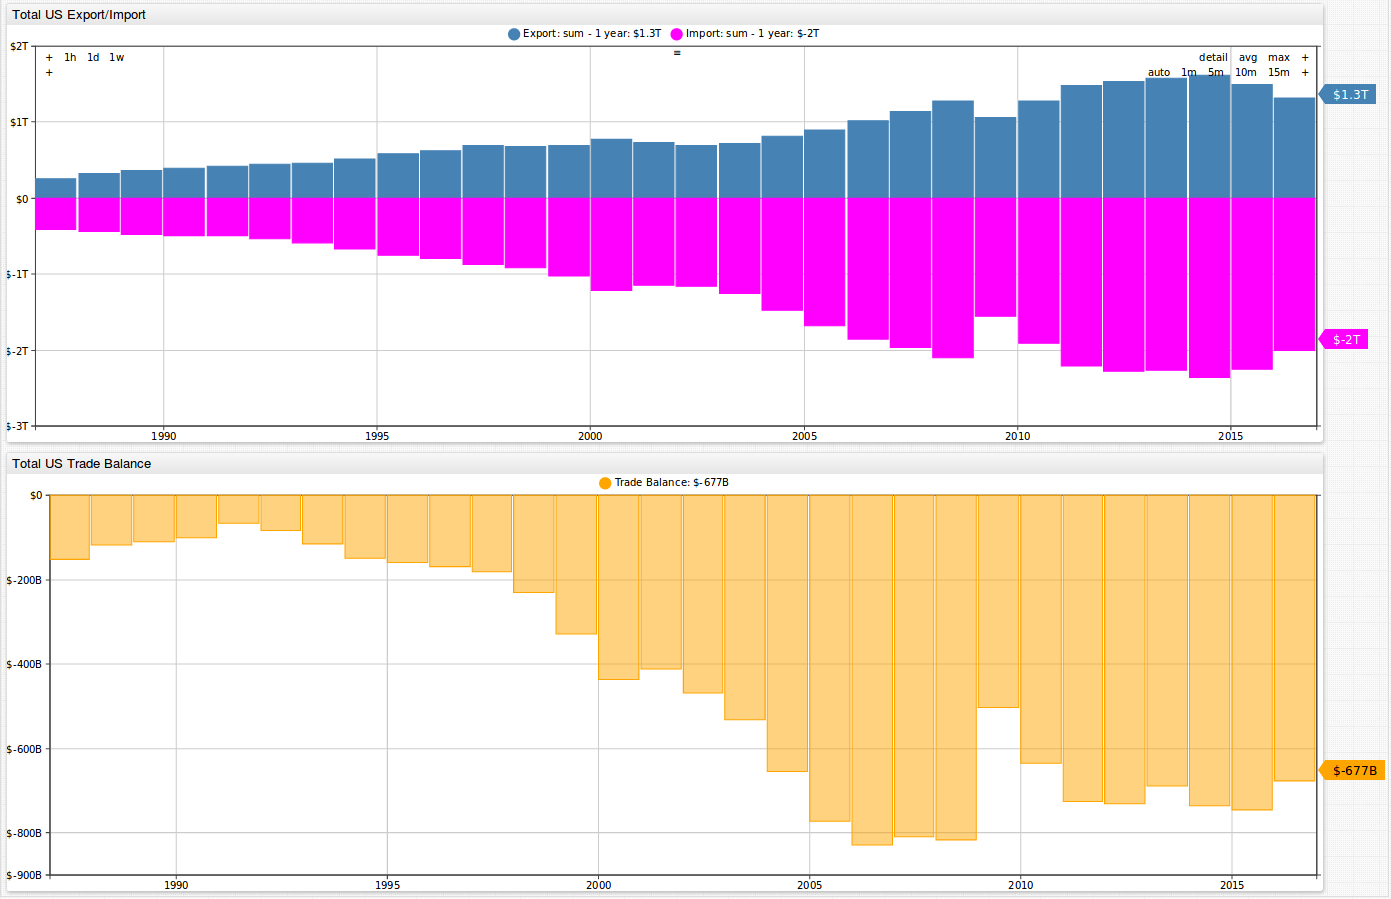 Total US Export/Import
Export: sum - 1 year: $1.3T Import: sum - 1 year: $-2T
$2T
+ 1h 1d 1w
=
detail avg max +
+
auto 1m 5m 10m 15m +
$1.3T
$1T
$0
$-1T
$-2T
$-2T
$-3T
1990 1995 2000 2005 2010 2015
Total US Trade Balance
Trade Balance: $-677B
$0
$-200B
$-400B
$-600B
$-677B
$-800B
$-900B
1990 1995 2000 2005 2010 2015